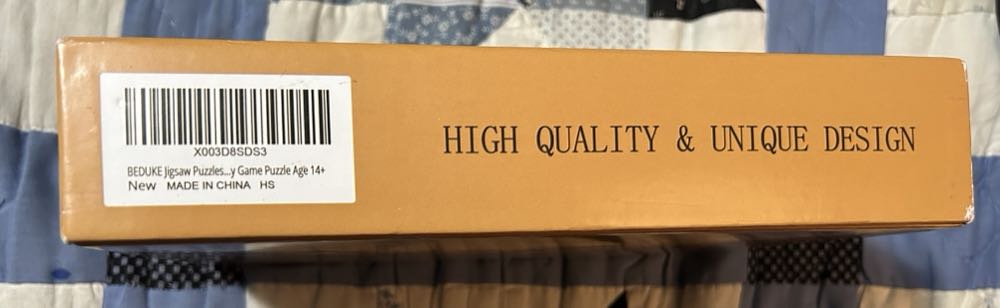 X003D8SDS3
BEDUKE Jigsaw Puzzles...y Game Puzzle Age 14+
New MADE IN CHINA HS
HIGH QUALITY & UNIQUE DESIGN